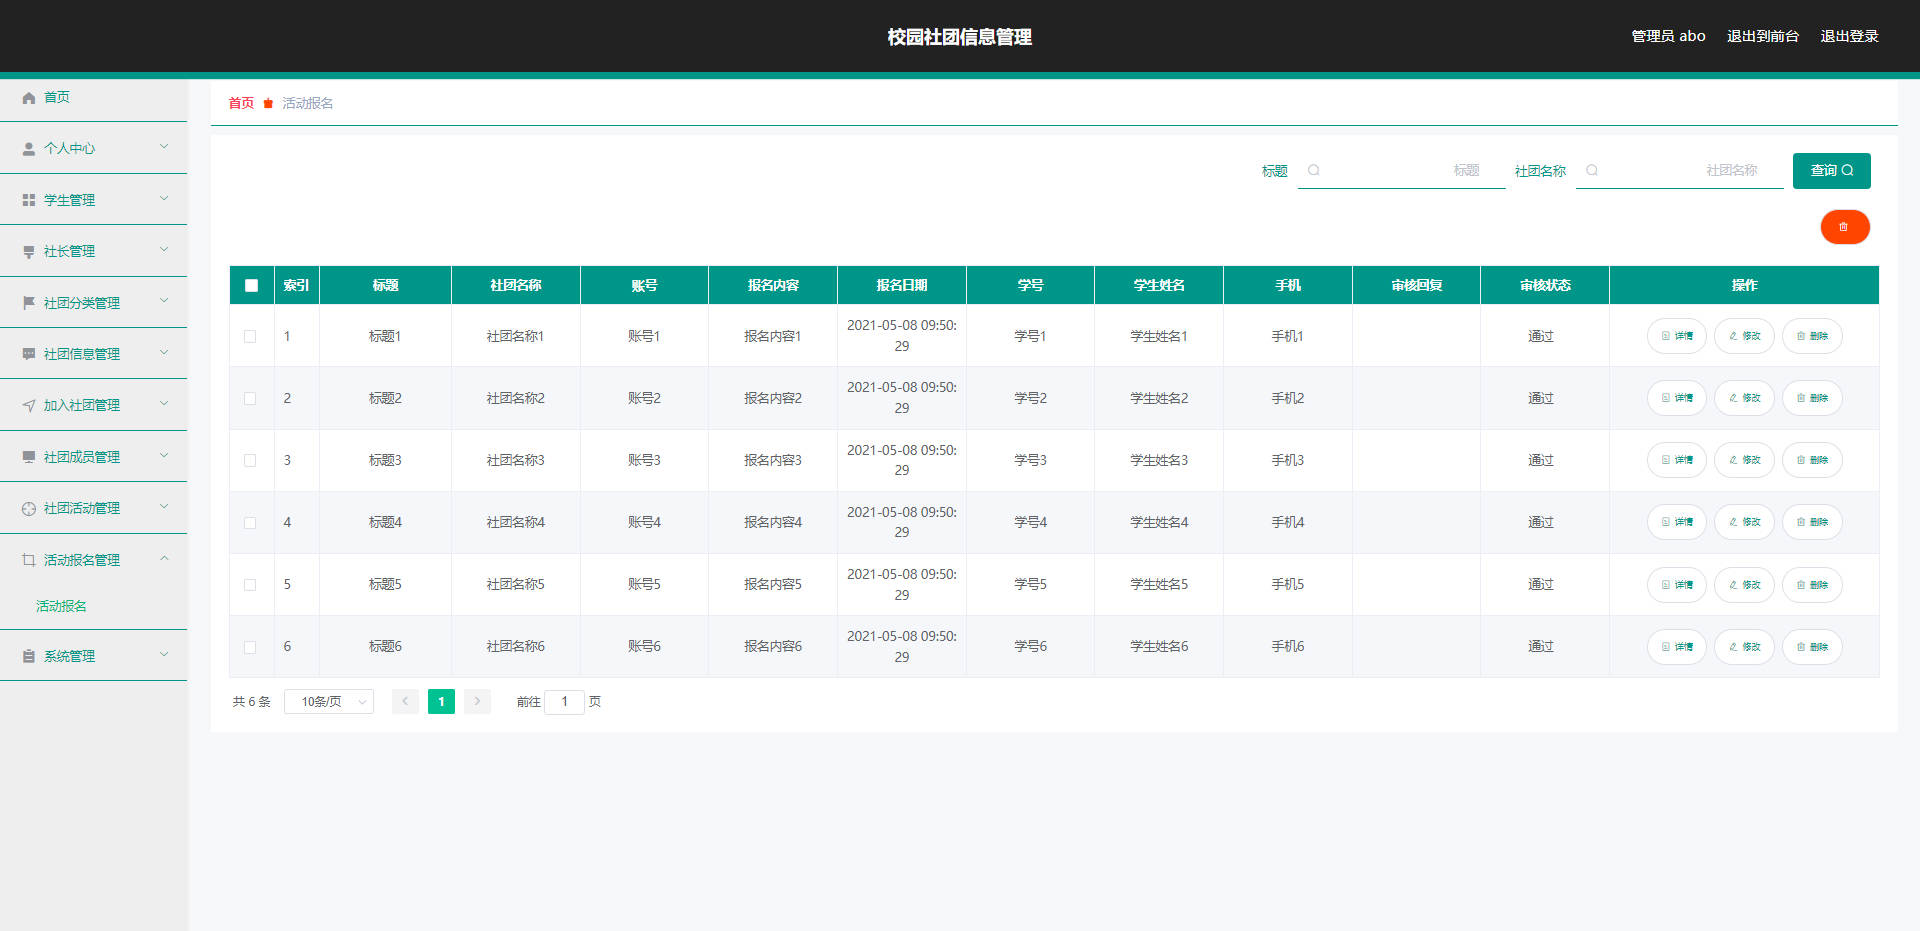 校园社团信息管理
管理员 abo 退出到前台 退出登录
首页
个人中心
学生管理
社长管理
社团分类管理
社团信息管理
加入社团管理
社团成员管理
社团活动管理
活动报名管理
活动报名
系统管理
首页 活动报名
标题 标题 社团名称 社团名称 查询
索引 标题 社团名称 账号 报名内容 报名日期 学号 学生姓名 手机 审核回复 审核状态 操作
1 标题1 社团名称1 账号1 报名内容1 2021-05-08 09:50:29 学号1 学生姓名1 手机1 通过 详情 修改 删除
2 标题2 社团名称2 账号2 报名内容2 2021-05-08 09:50:29 学号2 学生姓名2 手机2 通过 详情 修改 删除
3 标题3 社团名称3 账号3 报名内容3 2021-05-08 09:50:29 学号3 学生姓名3 手机3 通过 详情 修改 删除
4 标题4 社团名称4 账号4 报名内容4 2021-05-08 09:50:29 学号4 学生姓名4 手机4 通过 详情 修改 删除
5 标题5 社团名称5 账号5 报名内容5 2021-05-08 09:50:29 学号5 学生姓名5 手机5 通过 详情 修改 删除
6 标题6 社团名称6 账号6 报名内容6 2021-05-08 09:50:29 学号6 学生姓名6 手机6 通过 详情 修改 删除
共 6 条 10条/页 1 前往 1 页